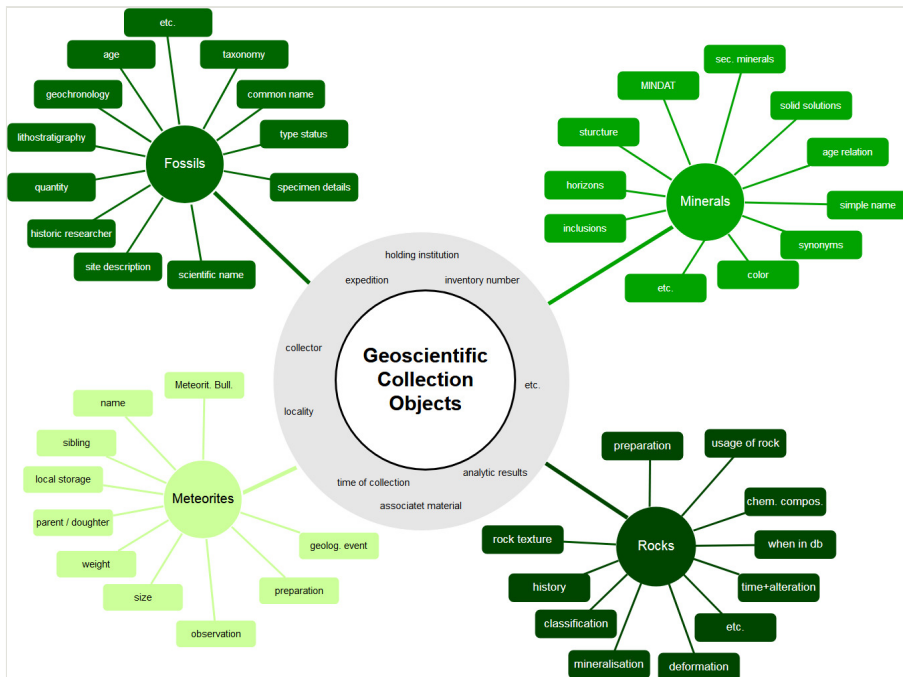 etc.
age
taxonomy
geochronology
common name
lithostratigraphy
type status
Fossils
quantity
specimen details
historic researcher
site description
scientific name
sec. minerals
MINDAT
solid solutions
sturcture
age relation
horizons
Minerals
simple name
inclusions
synonyms
etc.
color
holding institution
expedition
inventory number
collector
etc.
locality
analytic results
time of collection
associatet material
Geoscientific
Collection
Objects
Meteorit. Bull.
name
sibling
local storage
Meteorites
parent / doughter
geolog. event
weight
preparation
size
observation
preparation
usage of rock
chem. compos.
rock texture
Rocks
when in db
history
time+alteration
classification
etc.
mineralisation
deformation